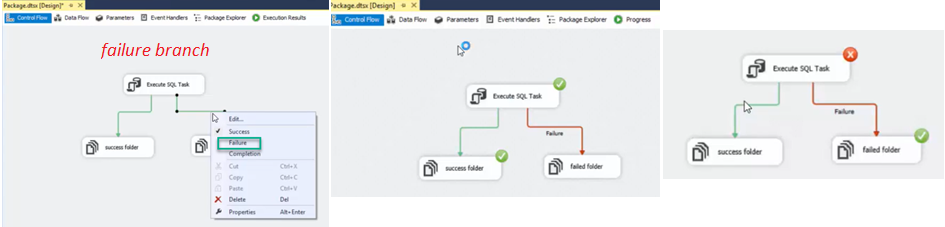 Package.dtsx [Design]*
Control Flow Data Flow Parameters Event Handlers Package Explorer Execution Results
failure branch
Execute SQL Task
success folder
Edit...
Success
Failure
Completion
Cut Ctrl+X
Copy Ctrl+C
Paste Ctrl+V
Delete Del
Properties Alt+Enter
Package.dtsx [Design]
Control Flow Data Flow Parameters Event Handlers Package Explorer Progress
Execute SQL Task
Failure
success folder
failed folder
Execute SQL Task
Failure
success folder
failed folder